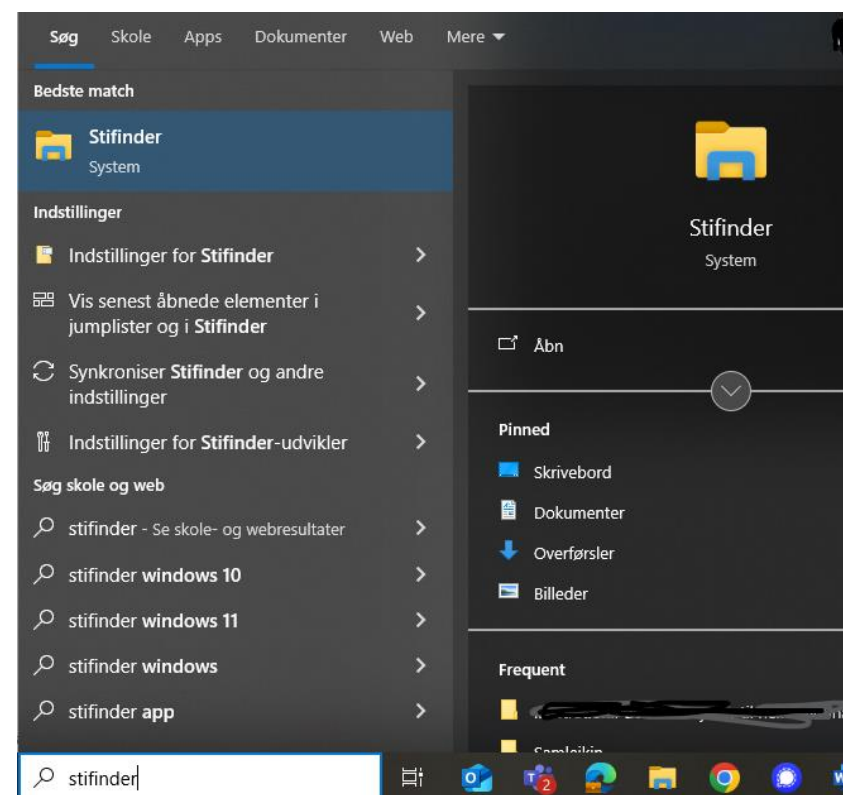 Søg Skole Apps Dokumenter Web Mere
Bedste match
Stifinder
System
Indstillinger
Indstillinger for Stifinder
Vis senest åbnede elementer i
jumplister og i Stifinder
Synkroniser Stifinder og andre
indstillinger
Indstillinger for Stifinder-udvikler
Søg skole og web
stifinder - Se skole- og webresultater
stifinder windows 10
stifinder windows 11
stifinder windows
stifinder app
Stifinder
System
Åbn
Pinned
Skrivebord
Dokumenter
Overførsler
Billeder
Frequent
stifinder
2